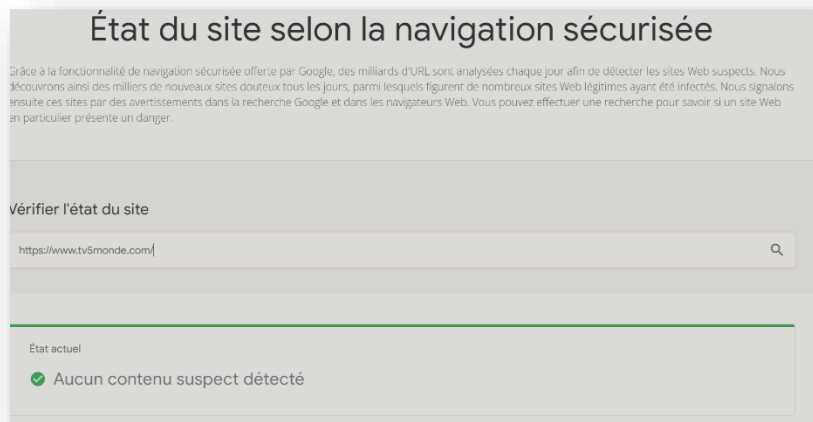 État du site selon la navigation sécurisée
Grâce à la fonctionnalité de navigation sécurisée offerte par Google, des milliards d'URL sont analysées chaque jour afin de détecter les sites Web suspects. Nous
découvrons ainsi des milliers de nouveaux sites douteux tous les jours, parmi lesquels figurent de nombreux sites Web légitimes ayant été infectés. Nous signalons
ensuite ces sites par des avertissements dans la recherche Google et dans les navigateurs Web. Vous pouvez effectuer une recherche pour savoir si un site Web
en particulier présente un danger.
Vérifier l'état du site
https://www.tv5monde.com/
État actuel
Aucun contenu suspect détecté